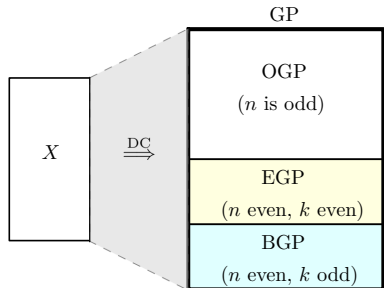 GP
OGP
(n is odd)
X
DC
⟹
EGP
(n even, k even)
BGP
(n even, k odd)